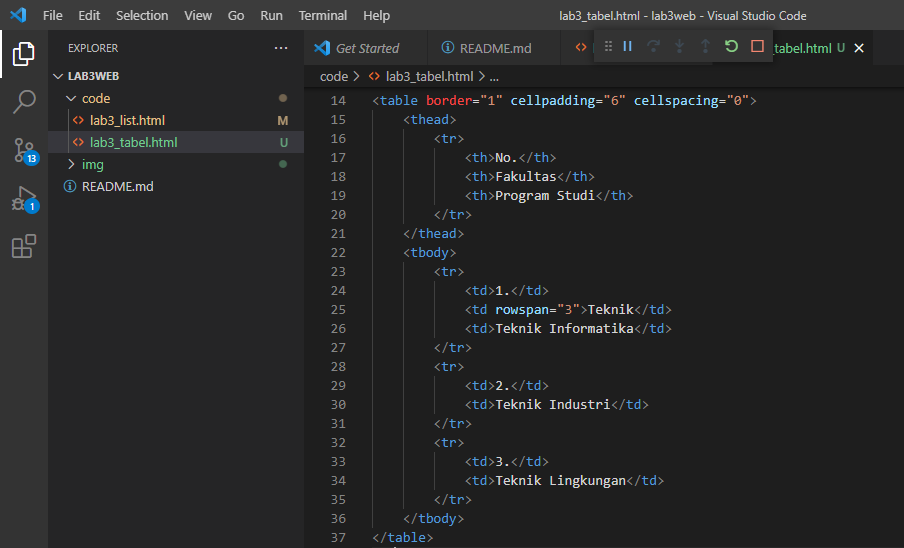 File Edit Selection View Go Run Terminal Help lab3_tabel.html - lab3web - Visual Studio Code
EXPLORER ...
LAB3WEB
code
lab3_list.html M
lab3_tabel.html U
img
README.md
13
1
Get Started README.md tabel.html U
code > lab3_tabel.html > ...
14 <table border="1" cellpadding="6" cellspacing="0">
15 <thead>
16 <tr>
17 <th>No.</th>
18 <th>Fakultas</th>
19 <th>Program Studi</th>
20 </tr>
21 </thead>
22 <tbody>
23 <tr>
24 <td>1.</td>
25 <td rowspan="3">Teknik</td>
26 <td>Teknik Informatika</td>
27 </tr>
28 <tr>
29 <td>2.</td>
30 <td>Teknik Industri</td>
31 </tr>
32 <tr>
33 <td>3.</td>
34 <td>Teknik Lingkungan</td>
35 </tr>
36 </tbody>
37 </table>